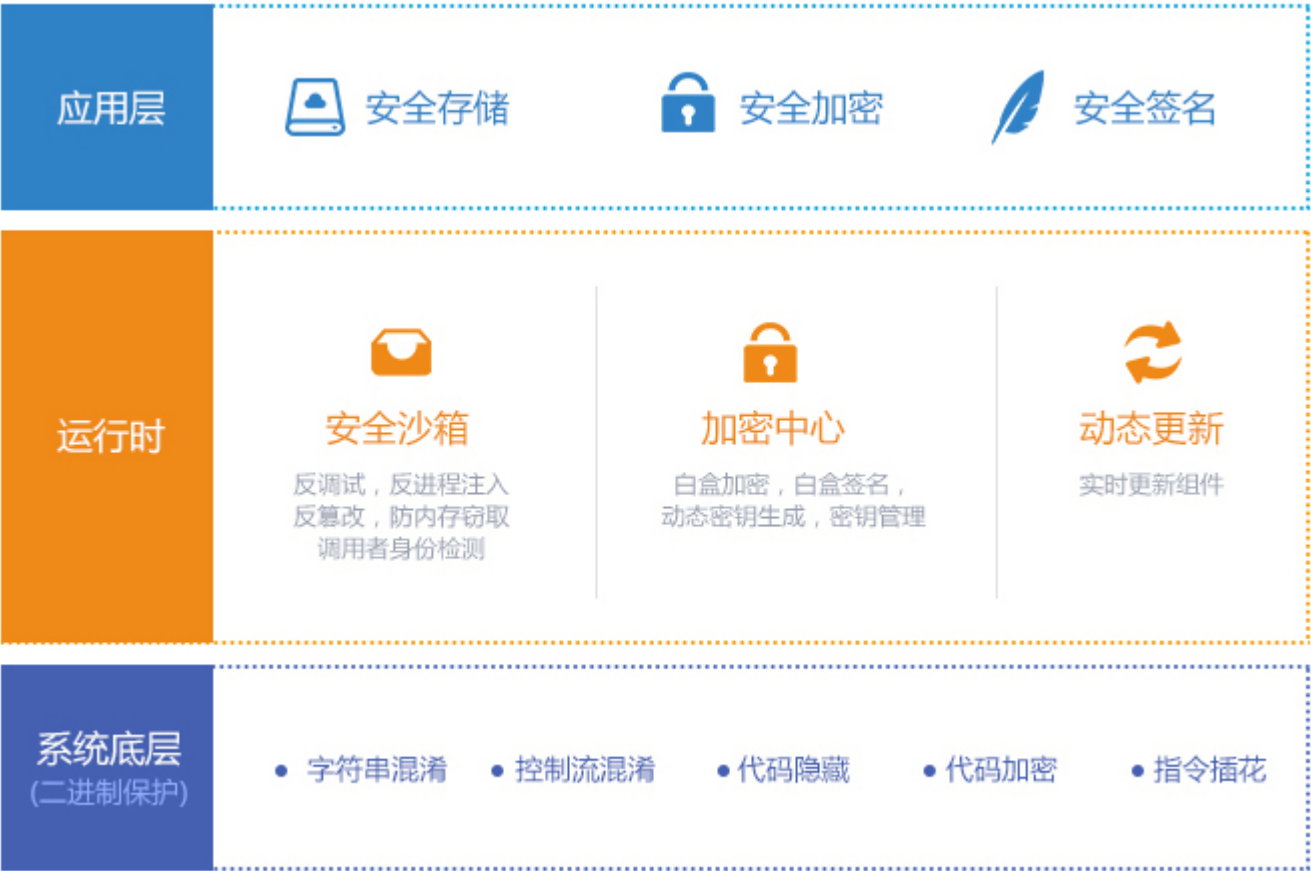 应用层
安全存储
安全加密
安全签名
运行时
安全沙箱
反调试，反进程注入
反篡改，防内存窃取
调用者身份检测
加密中心
白盒加密，白盒签名，
动态密钥生成，密钥管理
动态更新
实时更新组件
系统底层
(二进制保护)
• 字符串混淆
• 控制流混淆
• 代码隐藏
• 代码加密
• 指令插花